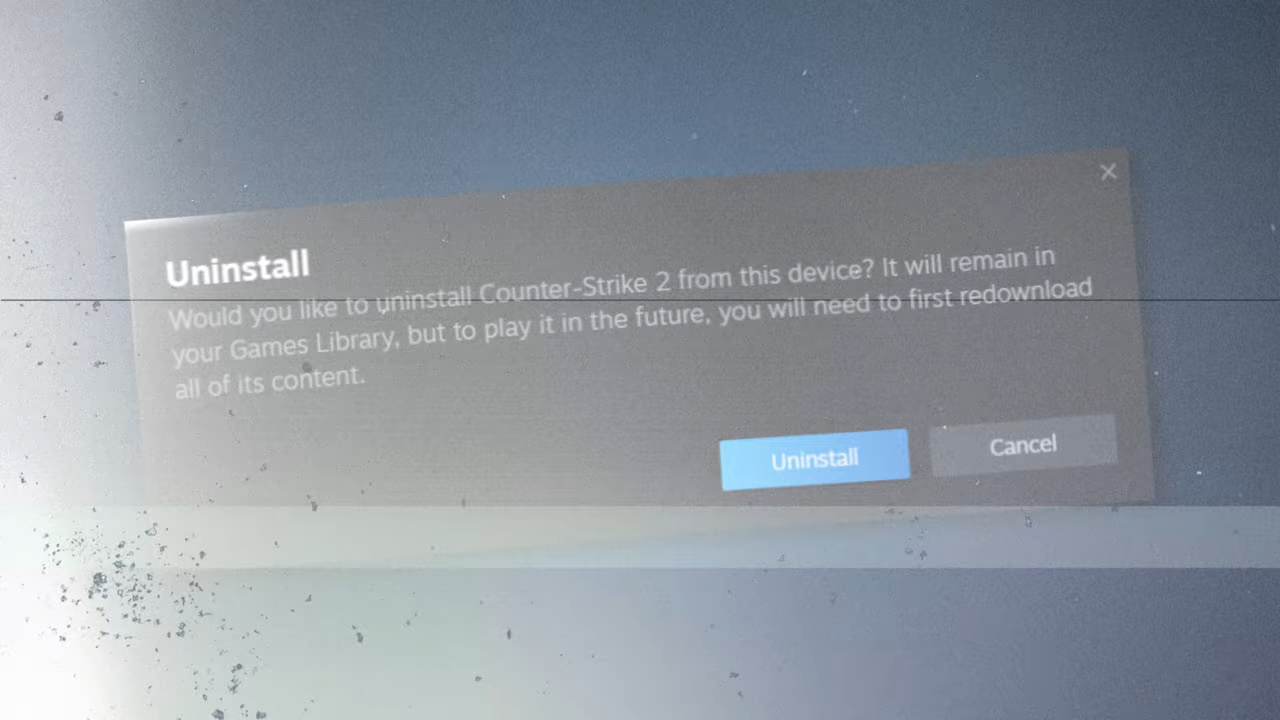 Uninstall
Would you like to uninstall Counter-Strike 2 from this device? It will remain in
your Games Library, but to play it in the future, you will need to first redownload
all of its content.
Uninstall Cancel